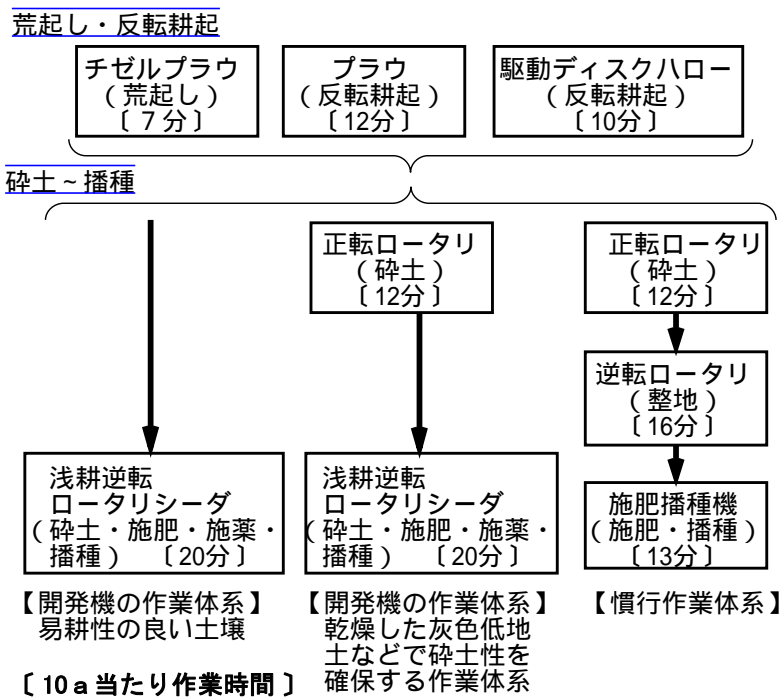 荒起し・反転耕起
チゼルプラウ
(荒起し)
〔 7分 〕
プラウ
(反転耕起)
〔 12分 〕
駆動ディスクハロー
(反転耕起)
〔 10分 〕
砕土~播種
正転ロータリ
(砕土)
〔 12分 〕
正転ロータリ
(砕土)
〔 12分 〕
逆転ロータリ
(整地)
〔 16分 〕
浅耕逆転
ロータリシーダ
(砕土・施肥・施薬・
播種) 〔 20分 〕
浅耕逆転
ロータリシーダ
(砕土・施肥・施薬・
播種) 〔 20分 〕
施肥播種機
(施肥・播種)
〔 13分 〕
【開発機の作業体系】
易耕性の良い土壌
【開発機の作業体系】
乾燥した灰色低地
土などで砕土性を
確保する作業体系
【慣行作業体系】
〔 10a当たり作業時間 〕